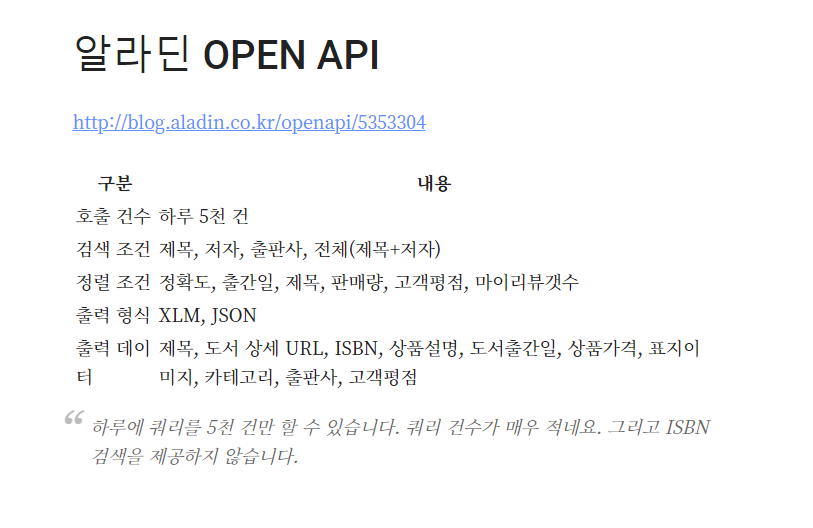 알라딘 OPEN API
http://blog.aladin.co.kr/openapi/5353304
구분 내용
호출 건수 하루 5천 건
검색 조건 제목, 저자, 출판사, 전체(제목+저자)
정렬 조건 정확도, 출간일, 제목, 판매량, 고객평점, 마이리뷰갯수
출력 형식 XLM, JSON
출력 데이 제목, 도서 상세 URL, ISBN, 상품설명, 도서출간일, 상품가격, 표지이
터 미지, 카테고리, 출판사, 고객평점
“ 하루에 쿼리를 5천 건만 할 수 있습니다. 쿼리 건수가 매우 적네요. 그리고 ISBN
검색을 제공하지 않습니다.